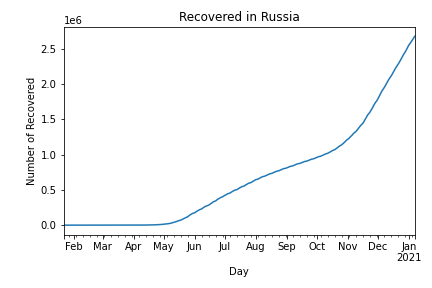 Recovered in Russia
1e6
2.5
2.0
1.5
1.0
0.5
0.0
Number of Recovered
Feb Mar Apr May Jun Jul Aug Sep Oct Nov Dec Jan
2021
Day